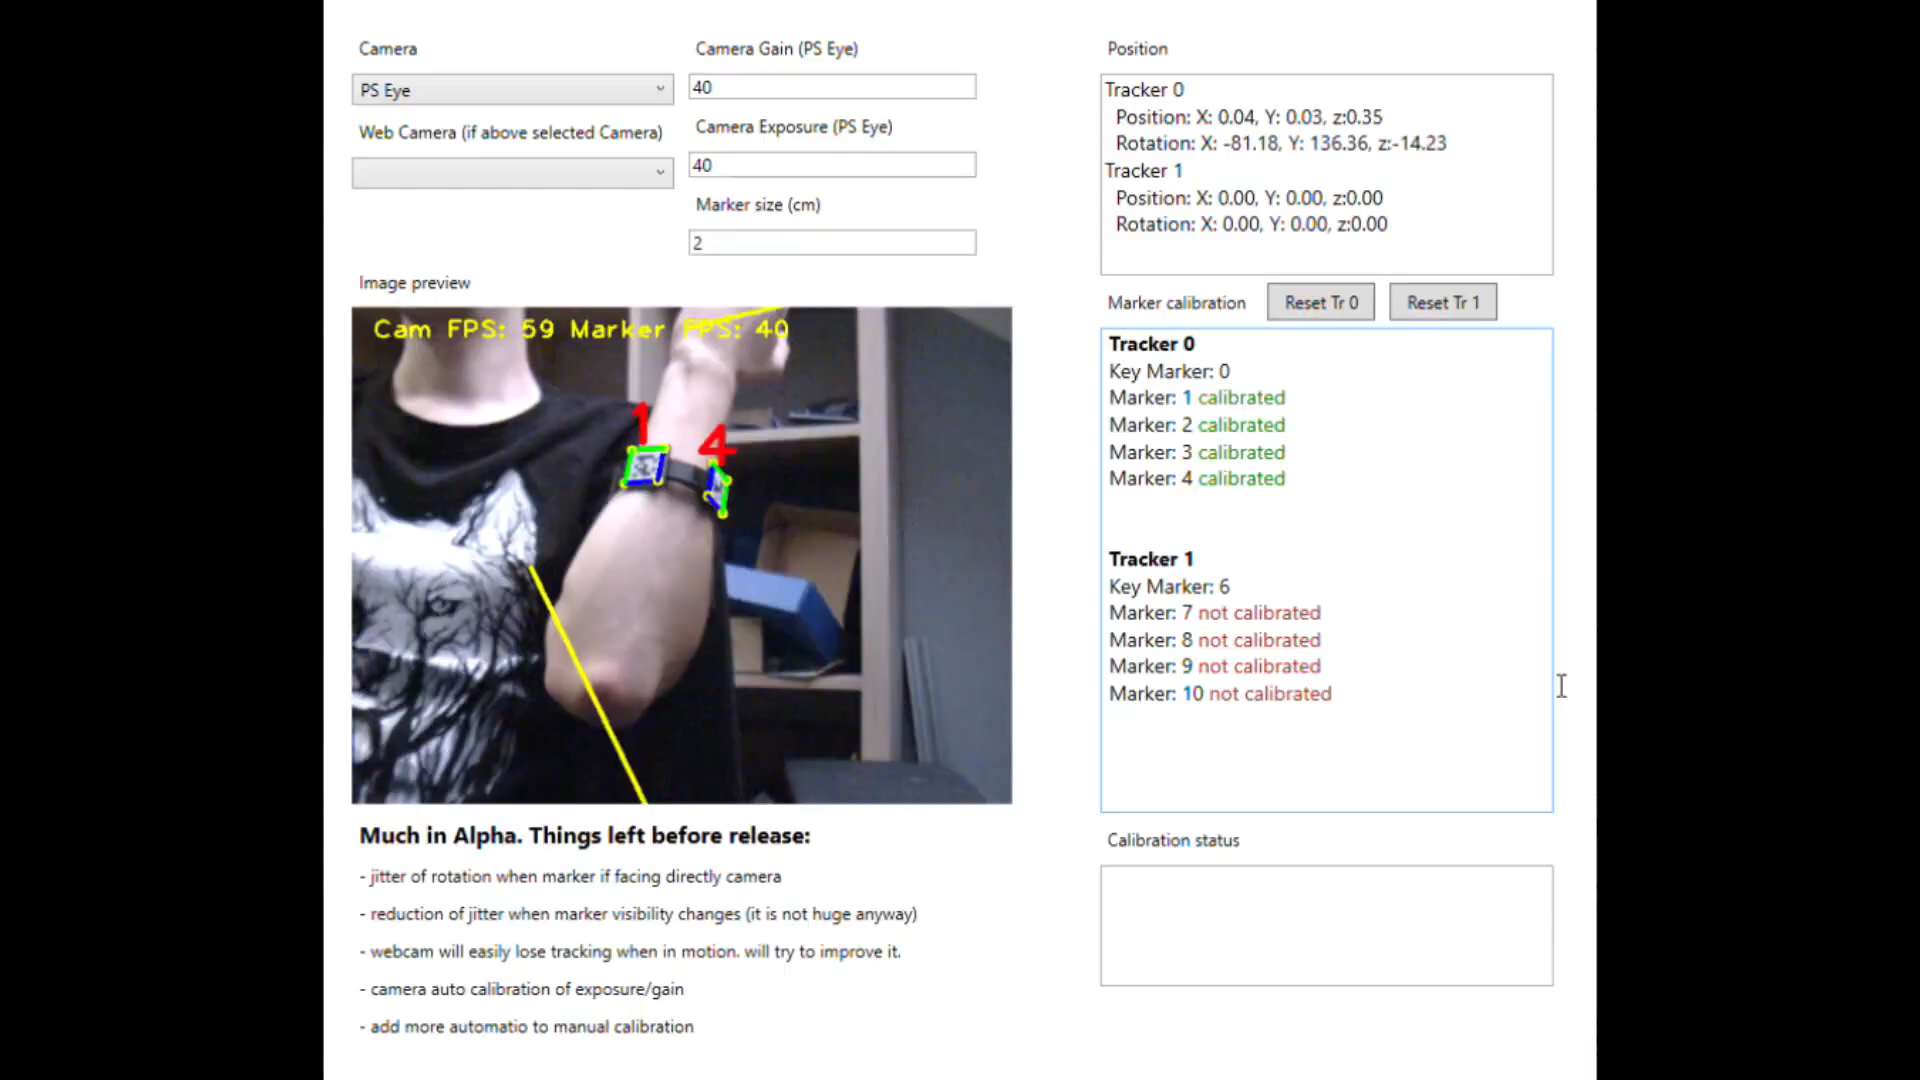 Camera
PS Eye
Web Camera (if above selected Camera)
Camera Gain (PS Eye)
40
Camera Exposure (PS Eye)
40
Marker size (cm)
2
Image preview
Cam FPS: 59 Marker FPS: 40
1
4
Much in Alpha. Things left before release:
- jitter of rotation when marker if facing directly camera
- reduction of jitter when marker visibility changes (it is not huge anyway)
- webcam will easily lose tracking when in motion. will try to improve it.
- camera auto calibration of exposure/gain
- add more automatio to manual calibration
Position
Tracker 0
Position: X: 0.04, Y: 0.03, z:0.35
Rotation: X: -81.18, Y: 136.36, z:-14.23
Tracker 1
Position: X: 0.00, Y: 0.00, z:0.00
Rotation: X: 0.00, Y: 0.00, z:0.00
Marker calibration
Reset Tr 0
Reset Tr 1
Tracker 0
Key Marker: 0
Marker: 1 calibrated
Marker: 2 calibrated
Marker: 3 calibrated
Marker: 4 calibrated
Tracker 1
Key Marker: 6
Marker: 7 not calibrated
Marker: 8 not calibrated
Marker: 9 not calibrated
Marker: 10 not calibrated
Calibration status